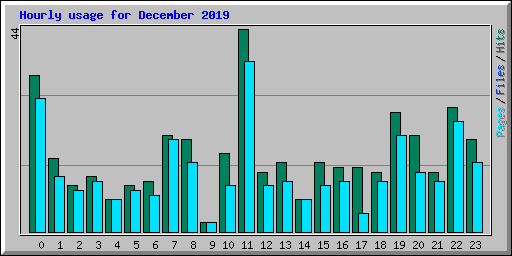 Hourly usage for December 2019
44
Pages/Files/Hits
0 1 2 3 4 5 6 7 8 9 10 11 12 13 14 15 16 17 18 19 20 21 22 23